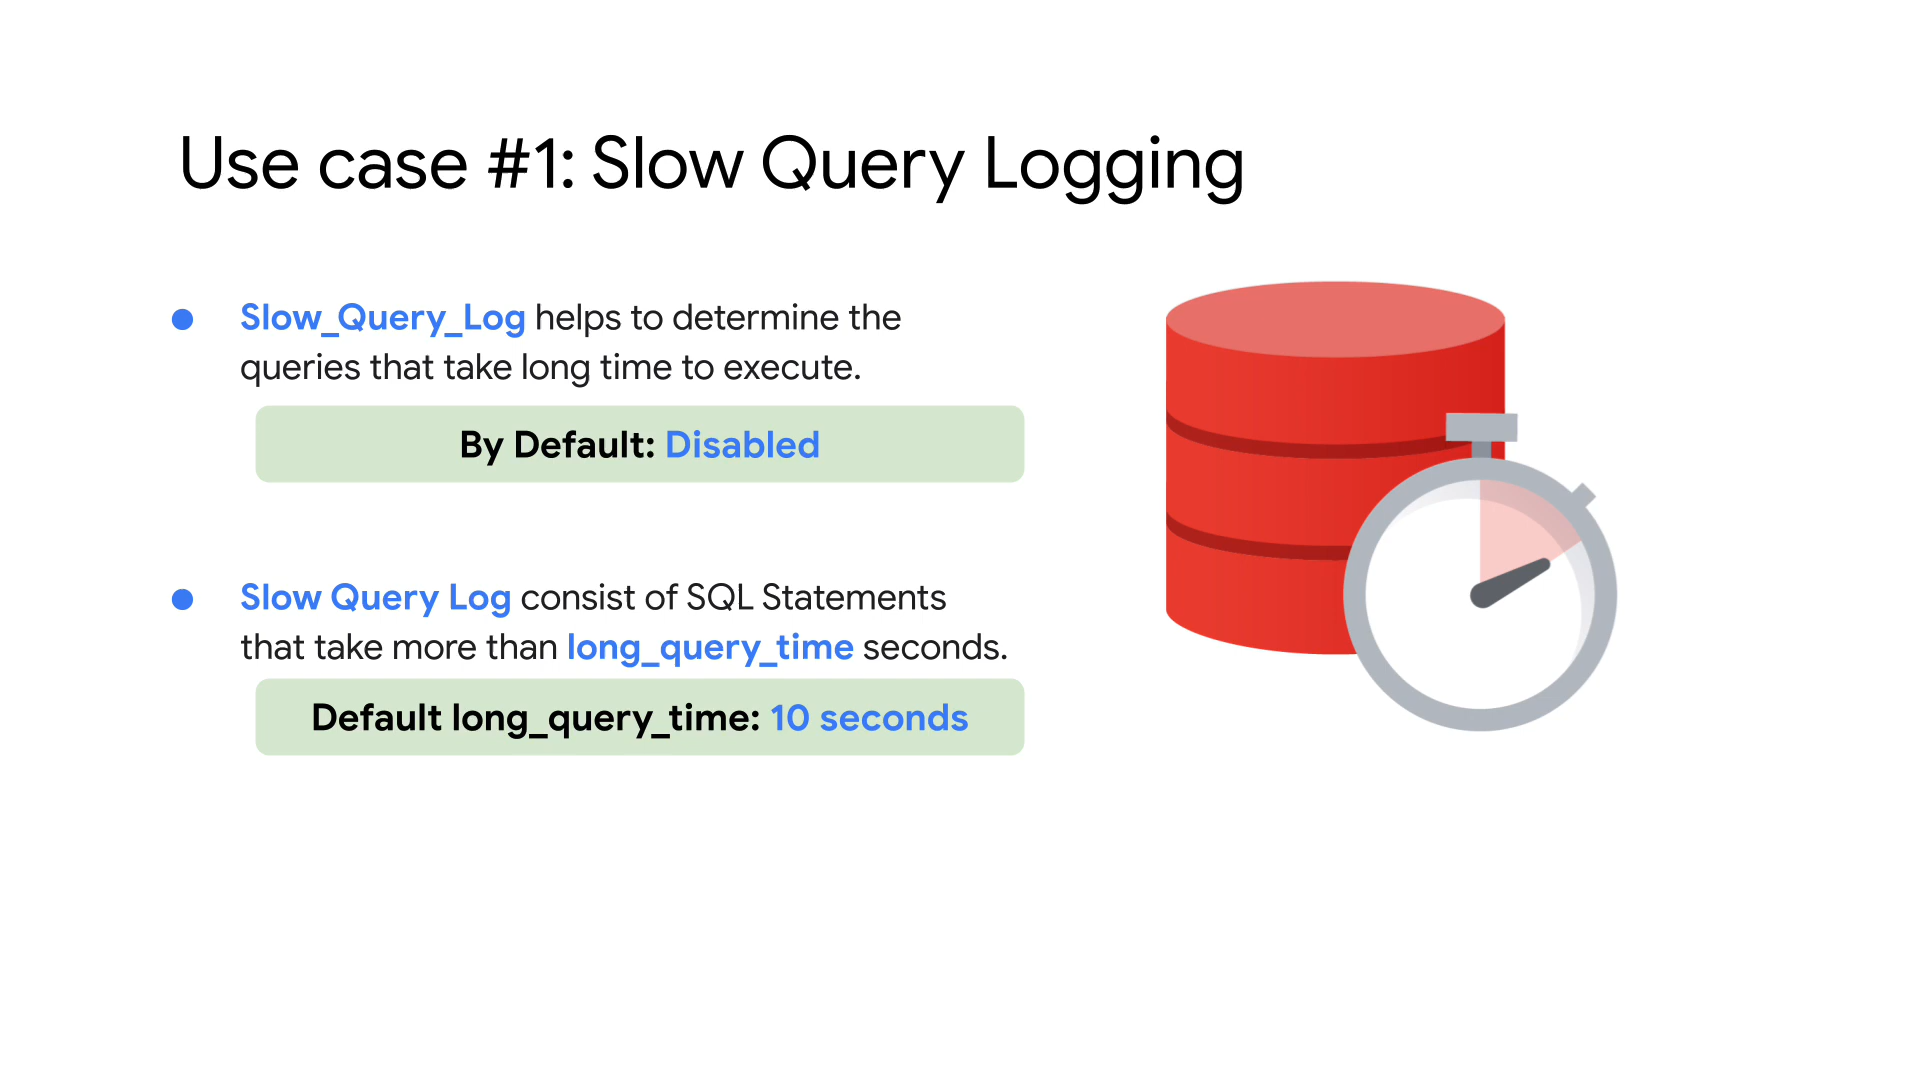 Use case #1: Slow Query Logging
Slow_Query_Log helps to determine the
queries that take long time to execute.
By Default: Disabled
Slow Query Log consist of SQL Statements
that take more than long_query_time seconds.
Default long_query_time: 10 seconds